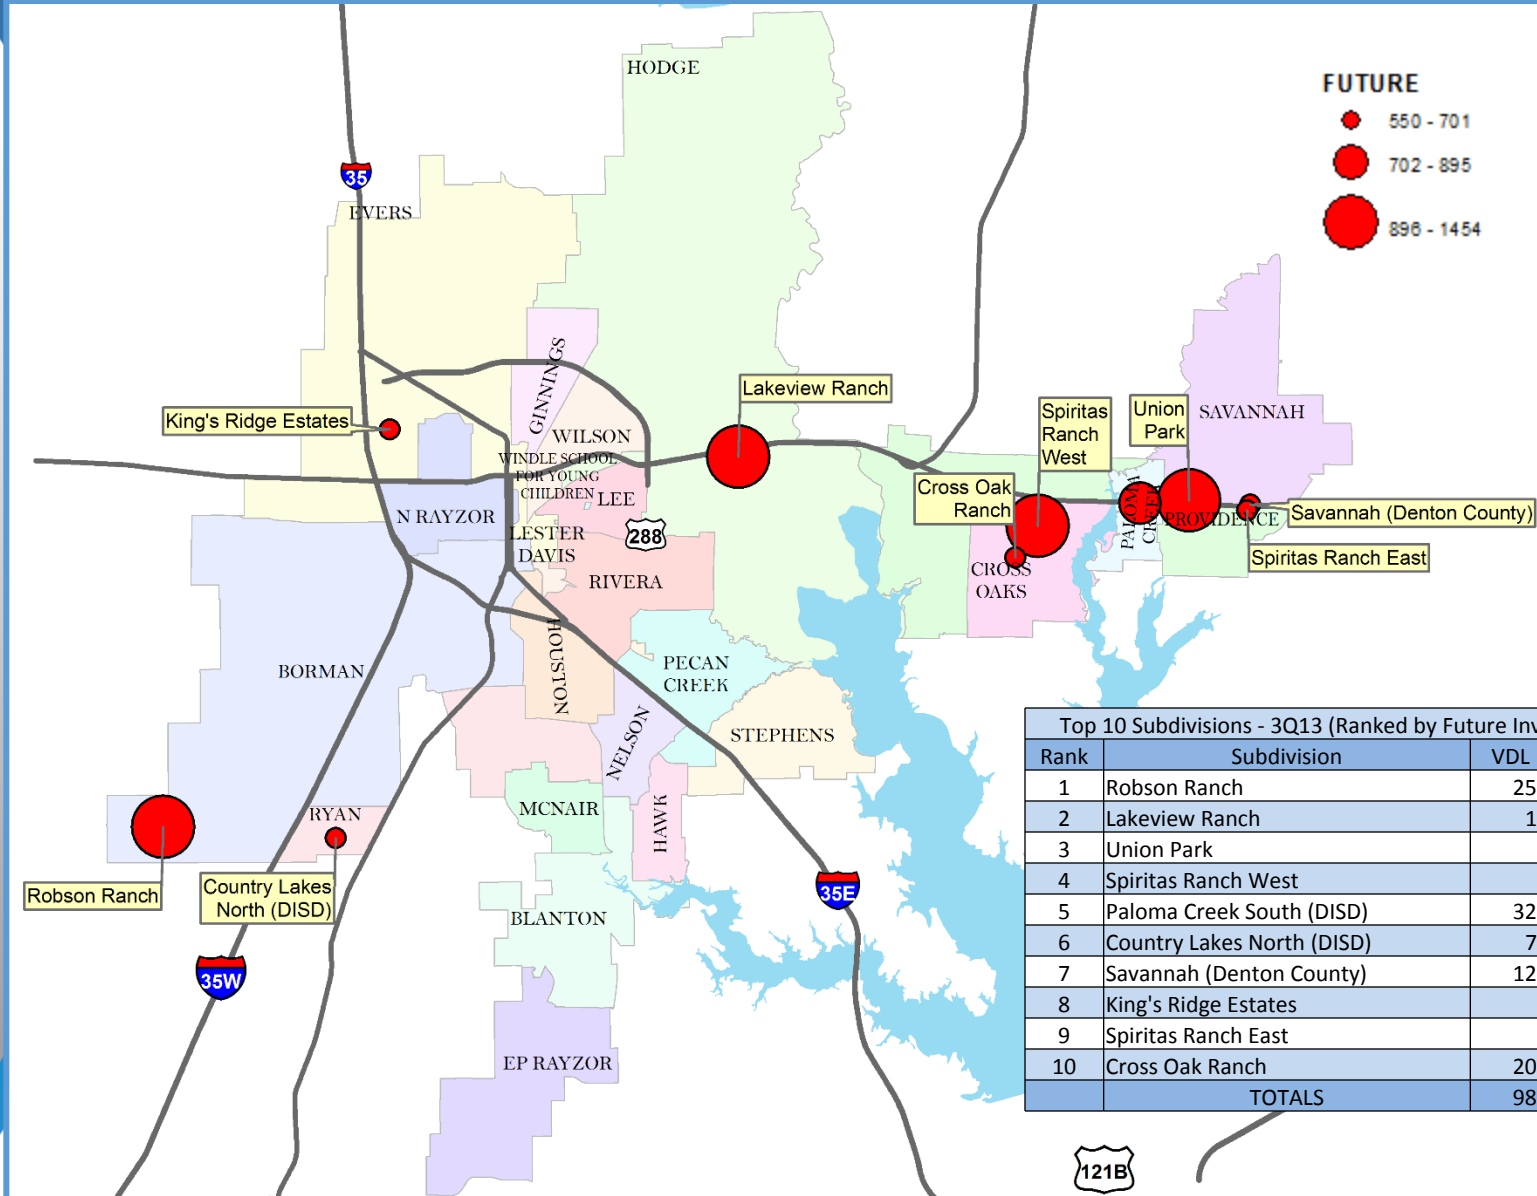 HODGE
FUTURE
550 - 701
702 - 895
896 - 1454
35
EVERS
GINNINGS
Lakeview Ranch
King's Ridge Estates
WILSON
Spiritas
Ranch
West
Union
Park
SAVANNAH
WINDLE SCHOOL
FOR YOUNG
CHILDREN
LEE
Cross Oak
Ranch
N RAYZOR
LESTER
DAVIS
288
PALOMA
CREEK
PROVIDENCE
Savannah (Denton County)
Spiritas Ranch East
RIVERA
CROSS
OAKS
HOUSTON
BORMAN
PECAN
CREEK
NELSON
STEPHENS
MCNAIR
HAWK
RYAN
Robson Ranch
Country Lakes
North (DISD)
35E
BLANTON
35W
EP RAYZOR
121B
Top 10 Subdivisions - 3Q13 (Ranked by Future Inv
Rank Subdivision VDL
1 Robson Ranch 25
2 Lakeview Ranch 1
3 Union Park
4 Spiritas Ranch West
5 Paloma Creek South (DISD) 32
6 Country Lakes North (DISD) 7
7 Savannah (Denton County) 12
8 King's Ridge Estates
9 Spiritas Ranch East
10 Cross Oak Ranch 20
TOTALS 98